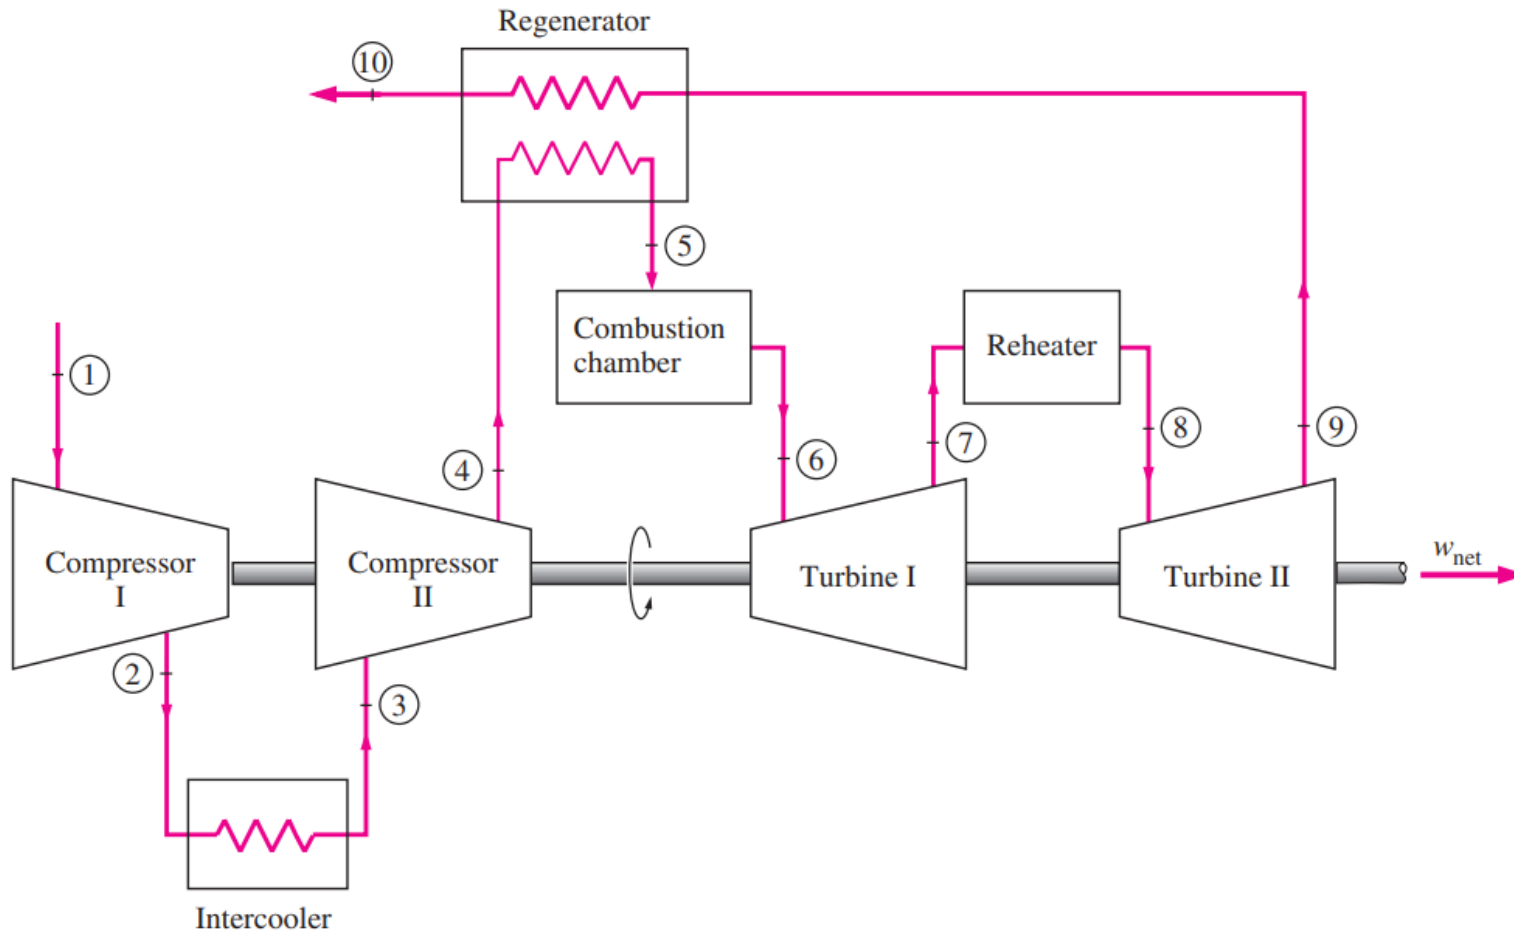 Regenerator
10
5
Combustion
chamber
Reheater
1
4
6
7
8
9
Compressor
I
Compressor
II
Turbine I
Turbine II
wnet
2
3
Intercooler